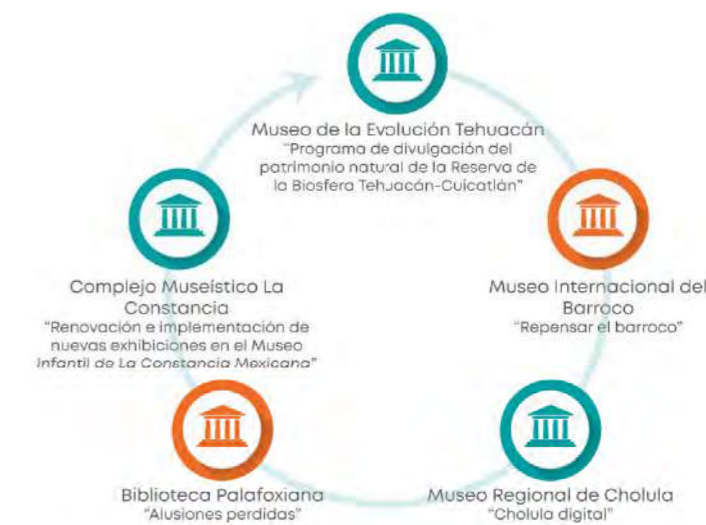 Museo de la Evolución Tehuacán
"Programa de divulgación del
patrimonio natural de la Reserva de
la Biosfera Tehuacán-Cuicatlán"
Museo Internacional del
Barroco
"Repensar el barroco"
Museo Regional de Cholula
"Cholula digital"
Biblioteca Palafoxiana
"Alusiones perdidas"
Complejo Museístico La
Constancia
"Renovación e implementación de
nuevas exhibiciones en el Museo
Infantil de La Constancia Mexicana"